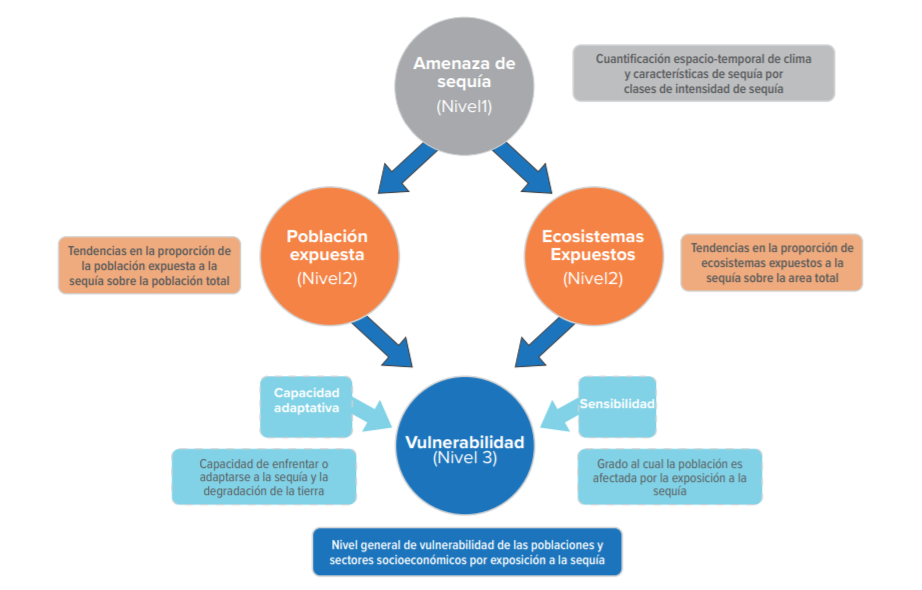 Amenaza de
sequía
(Nivel1)
Cuantificación espacio-temporal de clima
y características de sequía por
clases de intensidad de sequía
Población
expuesta
(Nivel2)
Ecosistemas
Expuestos
(Nivel2)
Tendencias en la proporción de
la población expuesta a la
sequía sobre la población total
Tendencias en la proporción de
ecosistemas expuestos a la
sequía sobre la area total
Capacidad
adaptativa
Sensibilidad
Vulnerabilidad
(Nivel 3)
Capacidad de enfrentar o
adaptarse a la sequía y la
degradación de la tierra
Grado al cual la población es
afectada por la exposición a la
sequía
Nivel general de vulnerabilidad de las poblaciones y
sectores socioeconómicos por exposición a la sequía